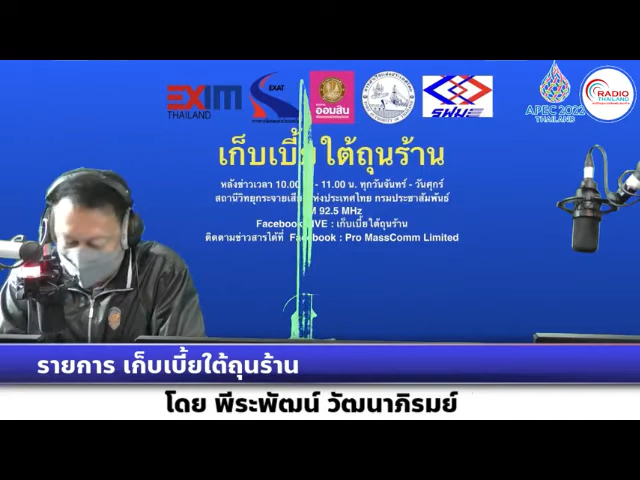 EXIM
THAILAND
EXAT
ออมสิน
รฟม
APEC 2022
THAILAND
RADIO
THAILAND
เก็บเบี้ยใต้ถุนร้าน
หลังข่าวเวลา 10.00 - 11.00 น. ทุกวันจันทร์ - วันศุกร์
สถานีวิทยุกระจายเสียงแห่งประเทศไทย กรมประชาสัมพันธ์
FM 92.5 MHz
Facebook LIVE : เก็บเบี้ยใต้ถุนร้าน
ติดตามข่าวสารได้ที่ Facebook : Pro MassComm Limited
รายการ เก็บเบี้ยใต้ถุนร้าน
โดย พีระพัฒน์ วัฒนาภิรมย์